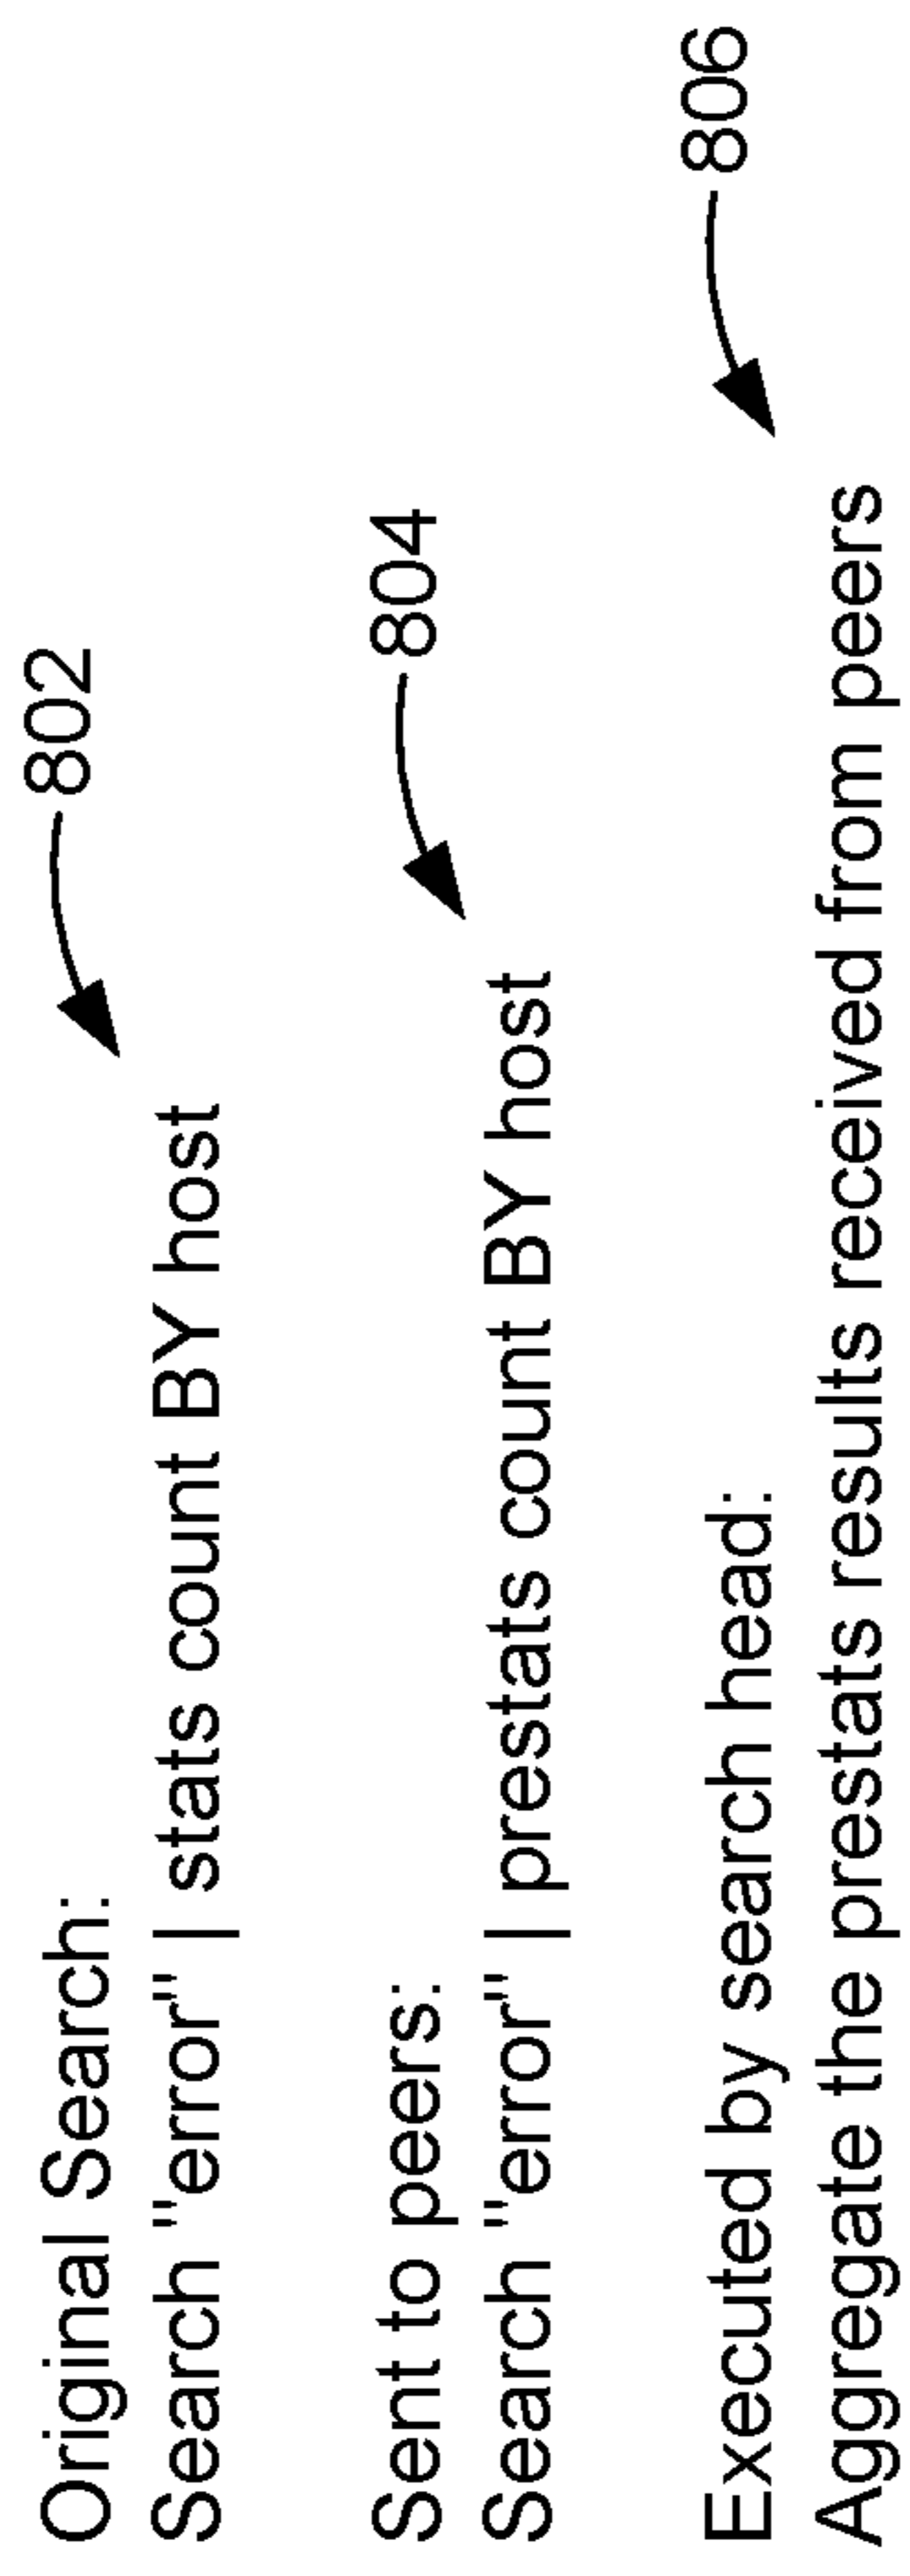 802
Original Search:
Search "error" | stats count BY host
804
Sent to peers:
Search "error" | prestats count BY host
806
Executed by search head:
Aggregate the prestats results received from peers